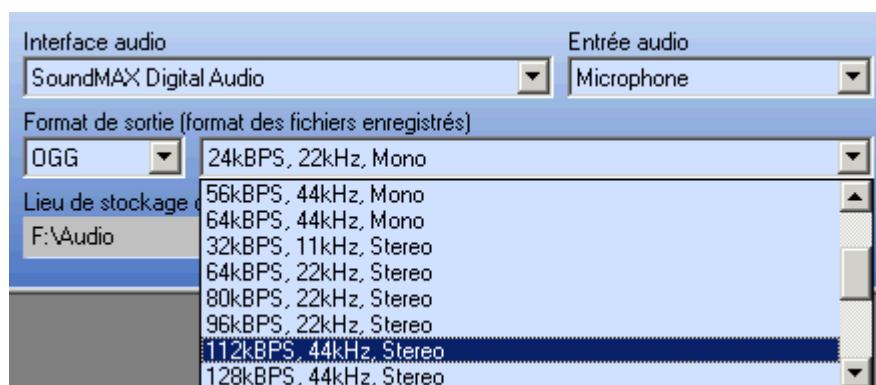 Interface audio
Entrée audio
SoundMAX Digital Audio
Microphone
Format de sortie (format des fichiers enregistrés)
OGG
24kBPS, 22kHz, Mono
56kBPS, 44kHz, Mono
Lieu de stockage
64kBPS, 44kHz, Mono
32kBPS, 11kHz, Stereo
F:\Audio
64kBPS, 22kHz, Stereo
80kBPS, 22kHz, Stereo
96kBPS, 22kHz, Stereo
112kBPS, 44kHz, Stereo
128kBPS, 44kHz, Stereo